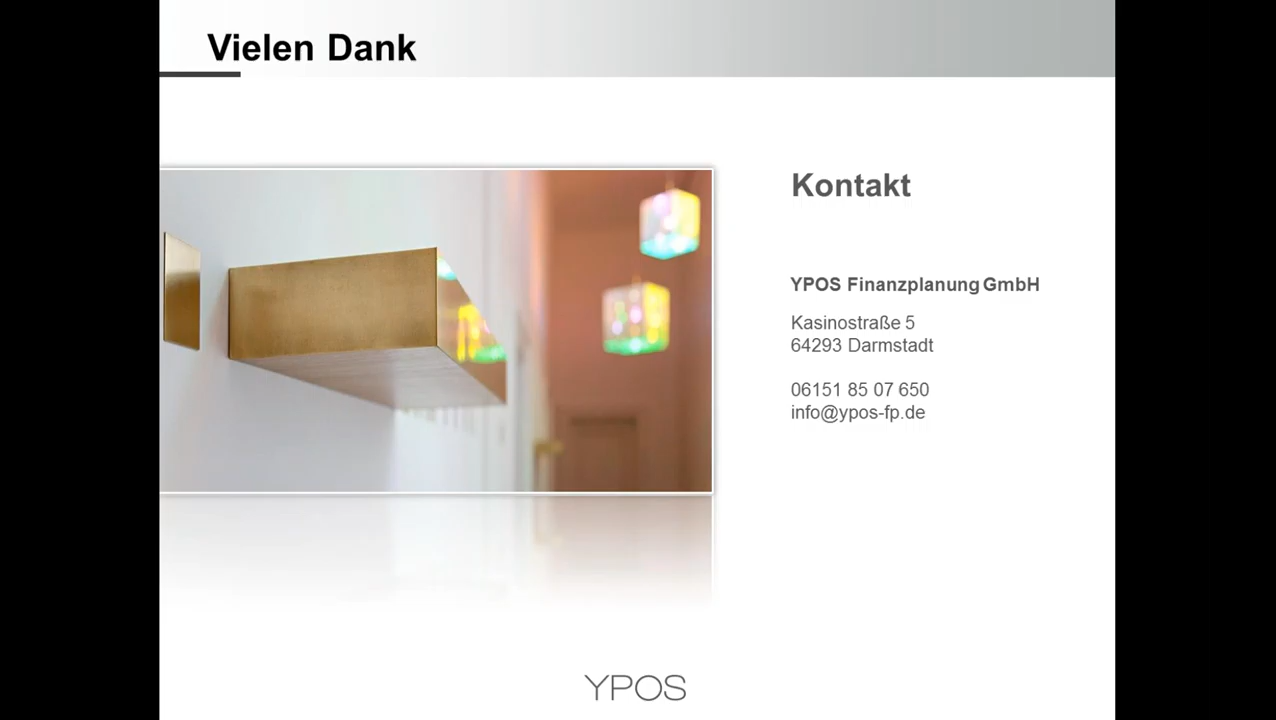 Vielen Dank
Kontakt
YPOS Finanzplanung GmbH
Kasinostraße 5
64293 Darmstadt
06151 85 07 650
info@ypos-fp.de
YPOS